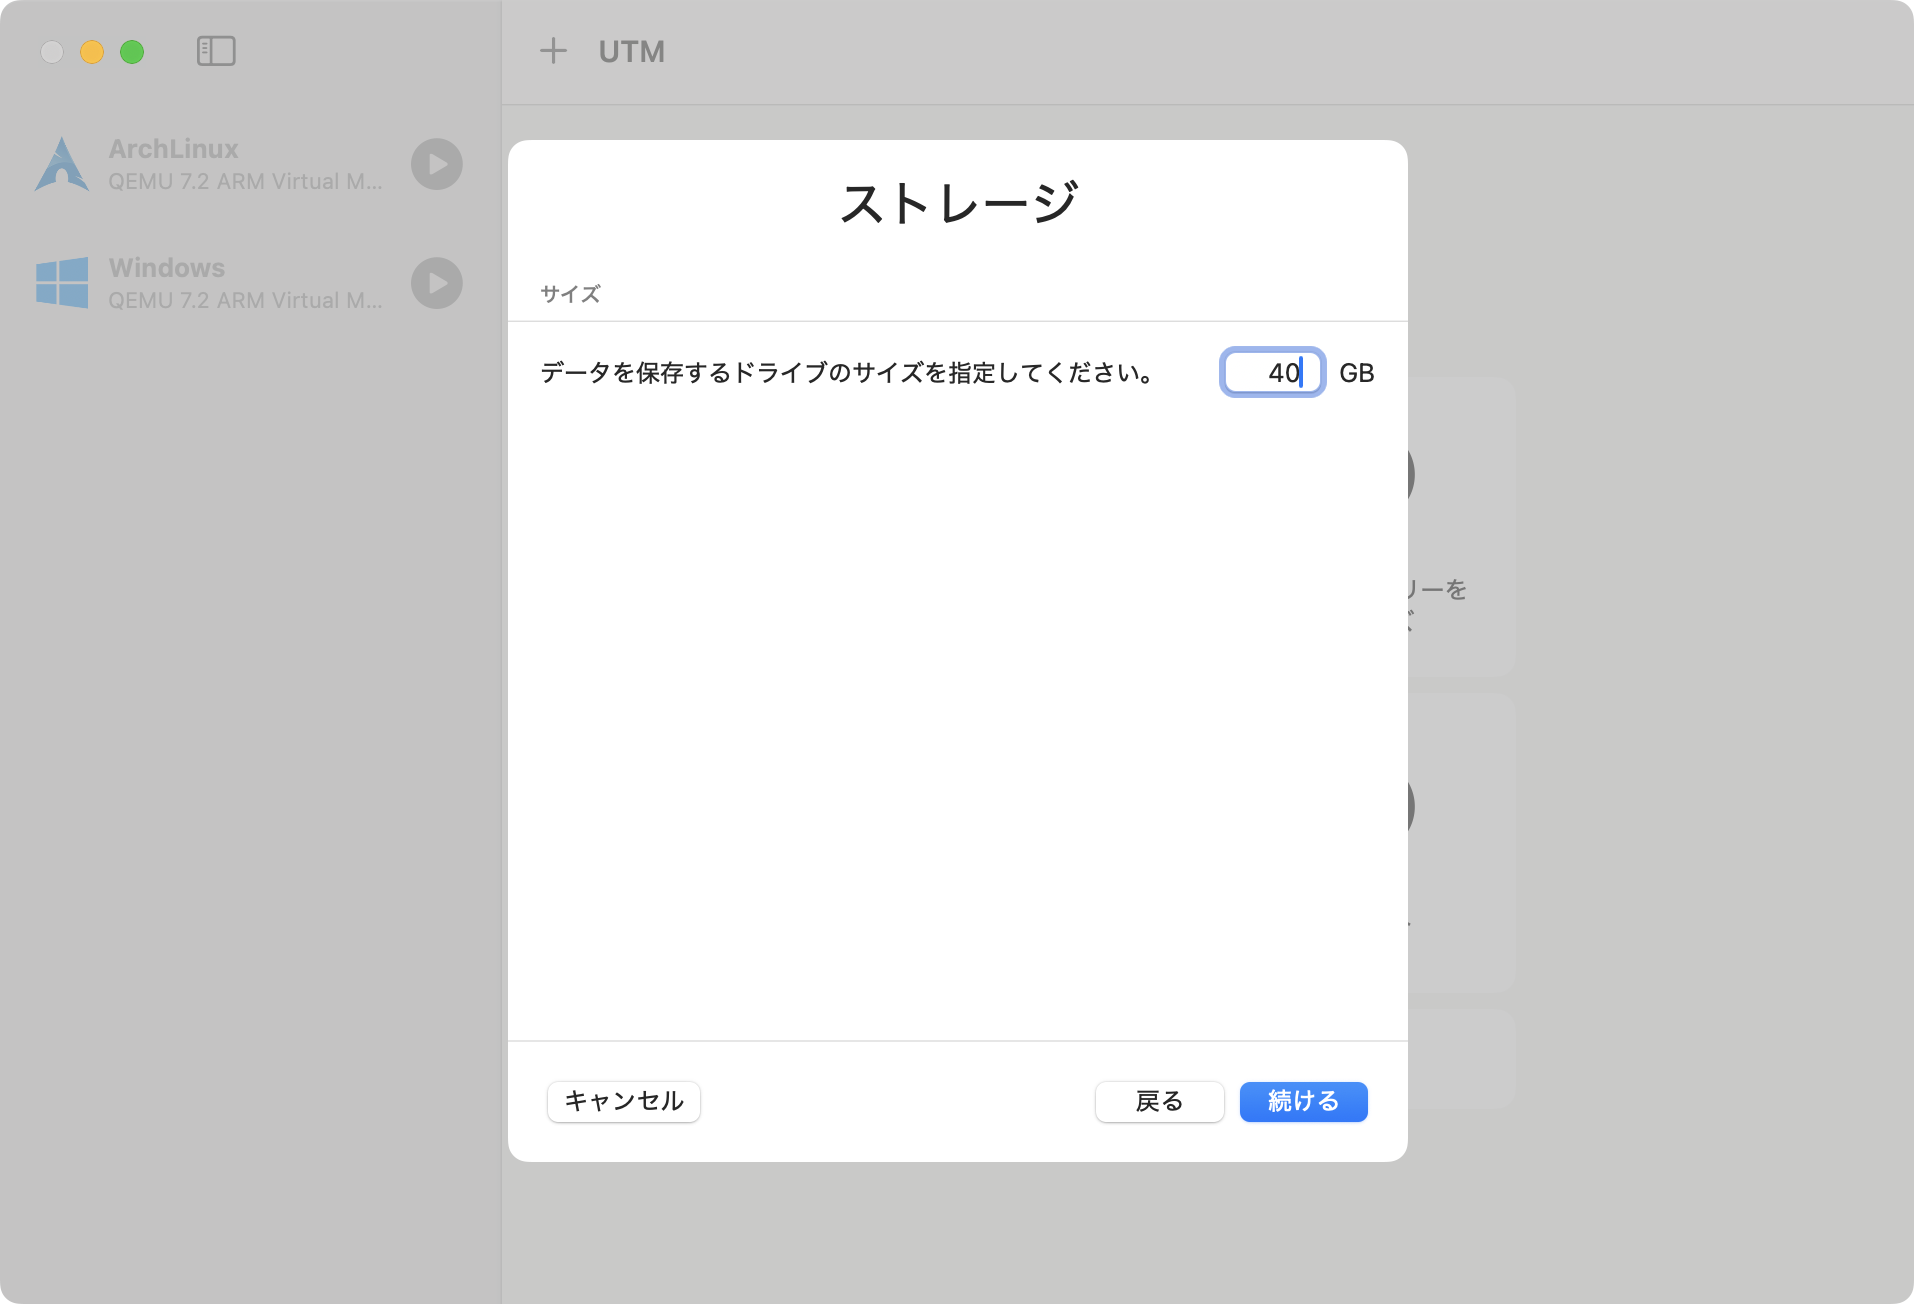 UTM
ArchLinux
QEMU 7.2 ARM Virtual M...
Windows
QEMU 7.2 ARM Virtual M...
ストレージ
サイズ
データを保存するドライブのサイズを指定してください。 40 GB
リーを
ズ
キャンセル 戻る 続ける